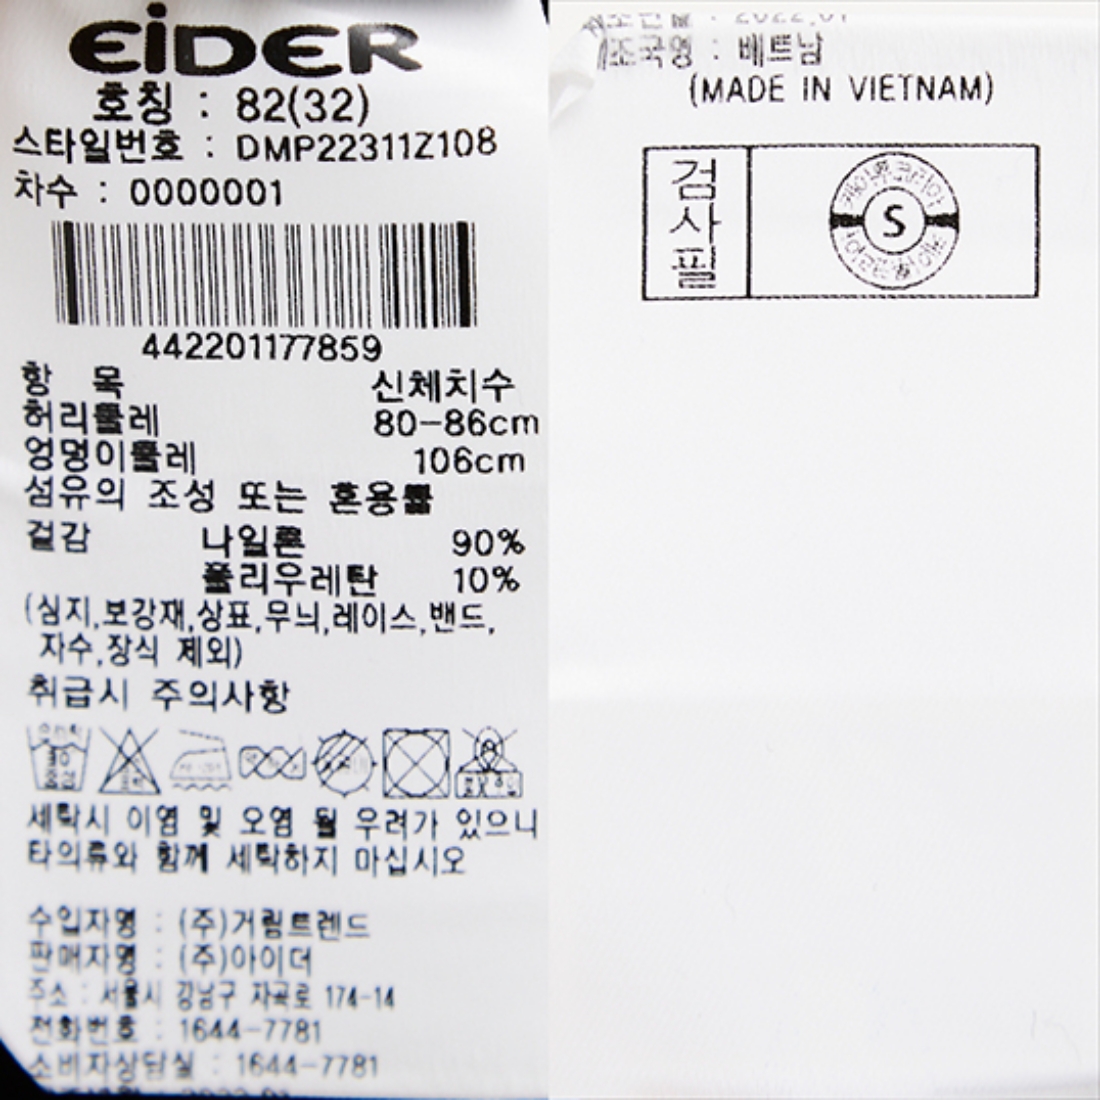 EiDER
호칭 : 82(32)
스타일번호 : DMP22311Z108
차수 : 0000001
442201177859
항 목 신체치수
허리둘레 80-86cm
엉덩이둘레 106cm
섬유의 조성 또는 혼용률
겉감 나일론 90%
폴리우레탄 10%
(심지,보강재,상표,무늬,레이스,밴드,
자수,장식 제외)
취급시 주의사항
세탁시 이염 및 오염 될 우려가 있으니
타의류와 함께 세탁하지 마십시오
수입자명 : (주)거림트렌드
판매자명 : (주)아이더
주소 : 서울시 강남구 자곡로 174-14
전화번호 : 1644-7781
소비자상담실 : 1644-7781
제조연월 : 2022.01
제조국명 : 베트남
(MADE IN VIETNAM)
검사필
S